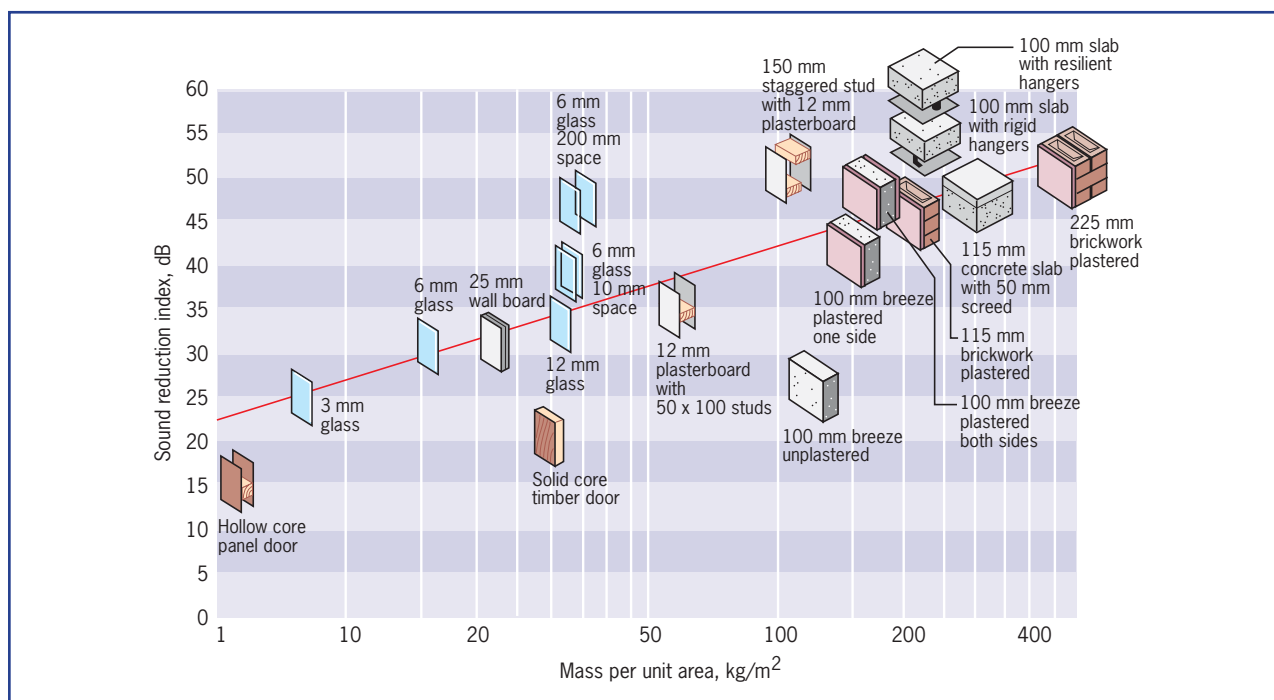 Sound reduction index, dB
60
55
50
45
40
35
30
25
20
15
10
5
0
1
10
20
50
100
200
400
Mass per unit area, kg/m²
Hollow core
panel door
3 mm
glass
6 mm
glass
25 mm
wall board
Solid core
timber door
12 mm
glass
6 mm
glass
200 mm
space
6 mm
glass
10 mm
space
12 mm
plasterboard
with
50 x 100 studs
150 mm
staggered stud
with 12 mm
plasterboard
100 mm breeze
unplastered
100 mm breeze
plastered
one side
100 mm slab
with resilient
hangers
100 mm slab
with rigid
hangers
115 mm
concrete slab
with 50 mm
screed
115 mm
brickwork
plastered
100 mm breeze
plastered
both sides
225 mm
brickwork
plastered